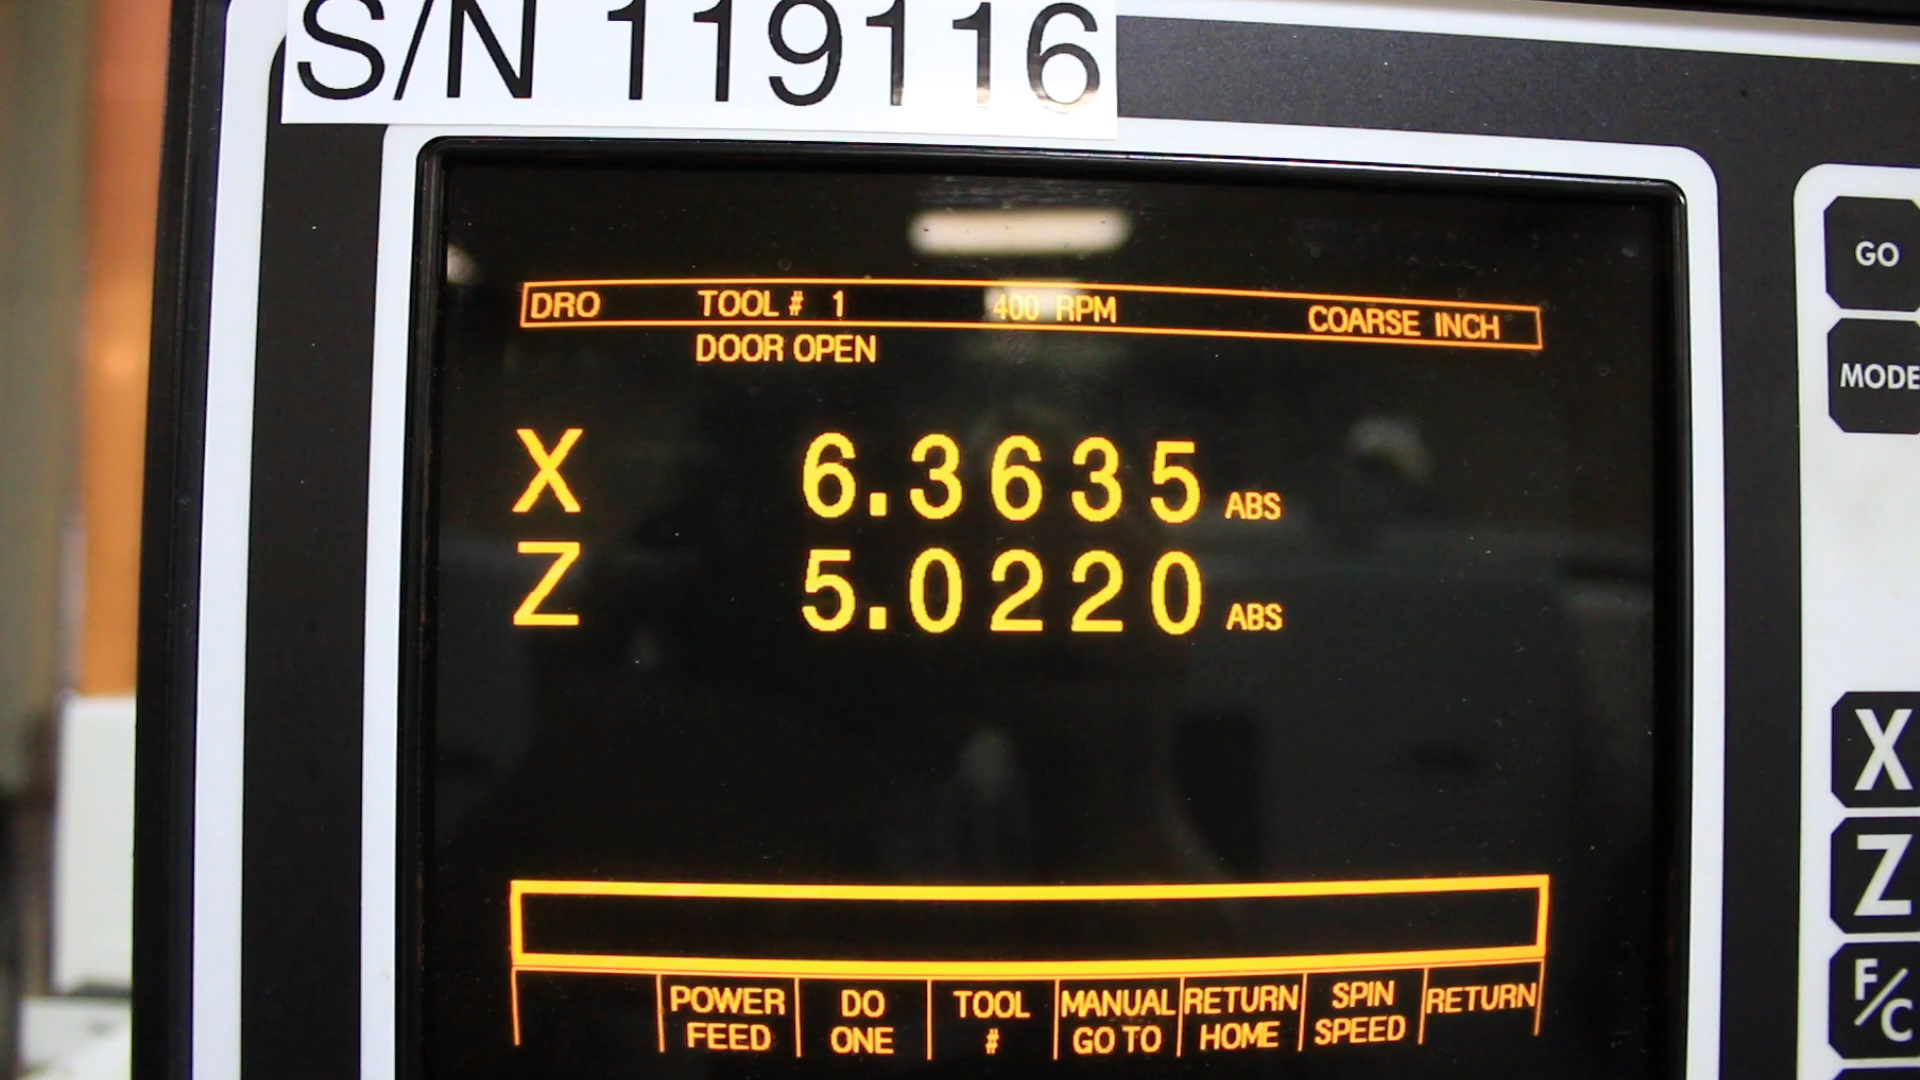 S/N 119116
DRO TOOL # 1 400 RPM COARSE INCH
DOOR OPEN
X 6.3635 ABS
Z 5.0220 ABS
POWER FEED
DO ONE
TOOL #
MANUAL GO TO
RETURN HOME
SPIN SPEED
RETURN
GO
MODE
X
Z
F/C